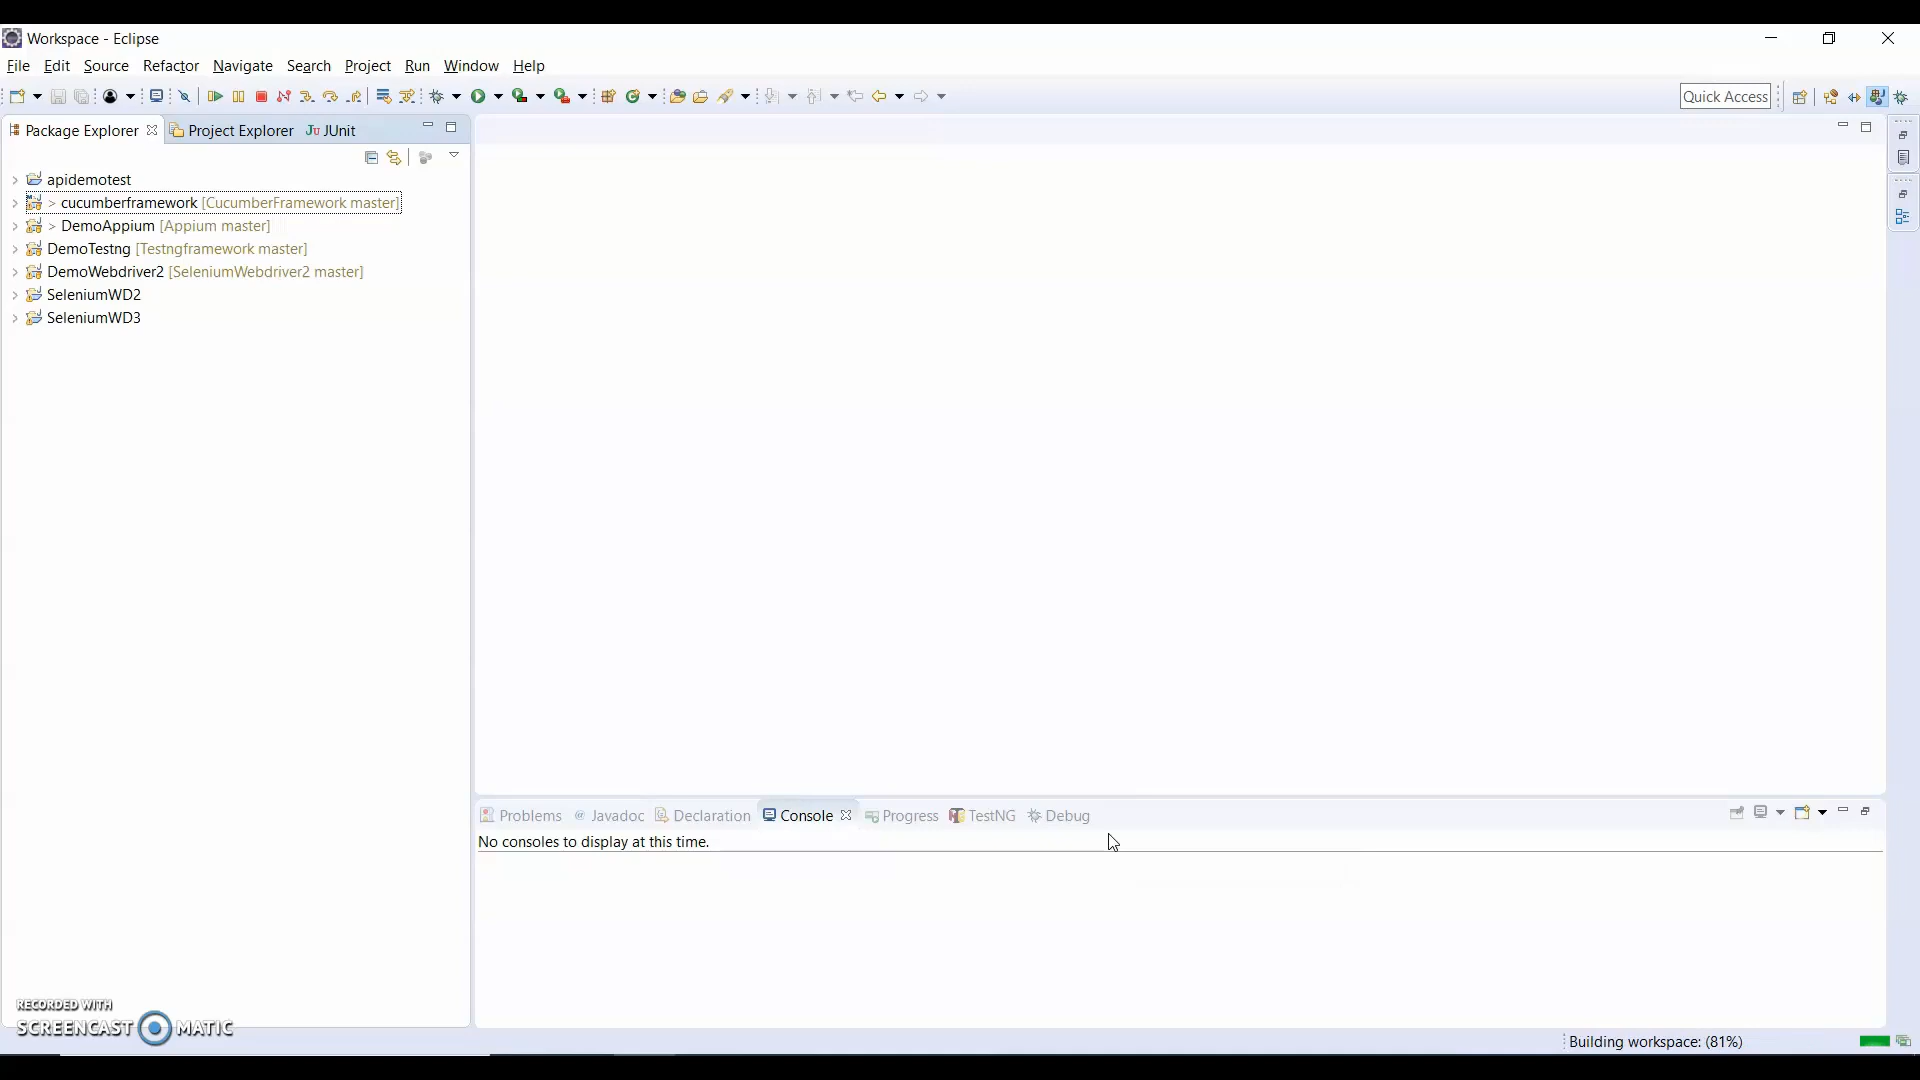 Workspace - Eclipse
File Edit Source Refactor Navigate Search Project Run Window Help
Quick Access
Package Explorer Project Explorer JU JUnit
apidemotest
> cucumberframework [CucumberFramework master]
> DemoAppium [Appium master]
DemoTestng [Testngframework master]
DemoWebdriver2 [SeleniumWebdriver2 master]
SeleniumWD2
SeleniumWD3
Problems @ Javadoc Declaration Console Progress TestNG Debug
No consoles to display at this time.
RECORDED WITH
SCREENCAST MATIC
Building workspace: (81%)